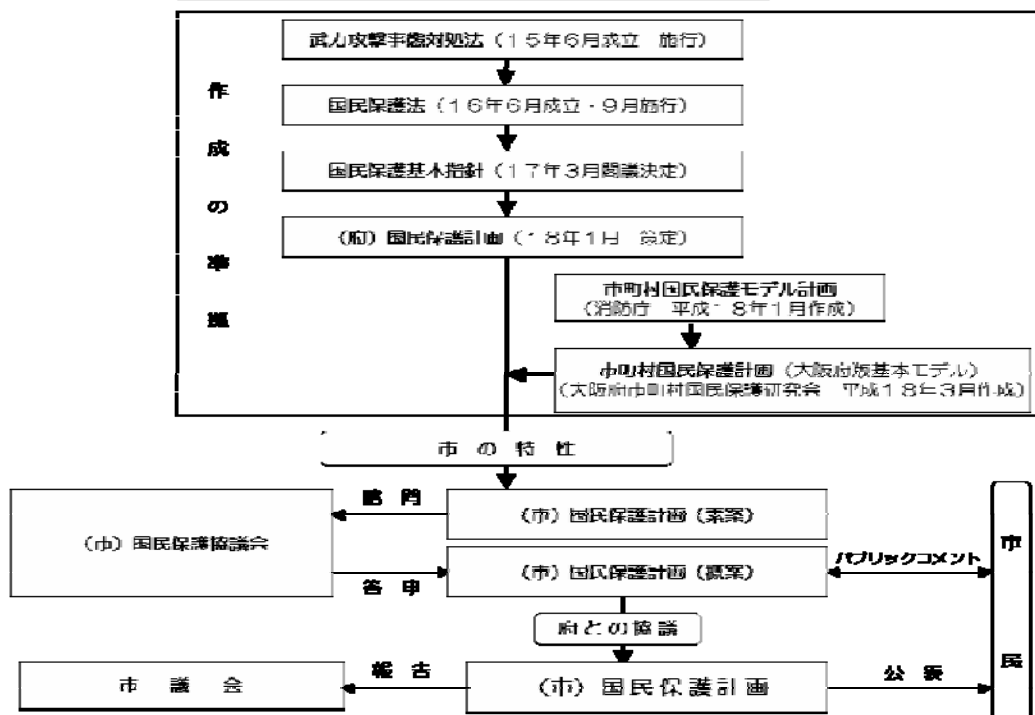 作成の準拠
武力攻撃事態対処法（１５年６月成立　施行）
国民保護法（１６年６月成立・９月施行）
国民保護基本指針（１７年３月閣議決定）
（府）国民保護計画（１８年１月　策定）
市町村国民保護モデル計画
（消防庁　平成１８年１月作成）
市町村国民保護計画（大阪府版基本モデル）
（大阪府市町村国民保護研究会　平成１８年３月作成）
市の特性
諮問
（市）国民保護計画（素案）
（市）国民保護協議会
答申
（市）国民保護計画（概案）
パブリックコメント
市民
府との協議
市議会
報告
（市）国民保護計画
公表